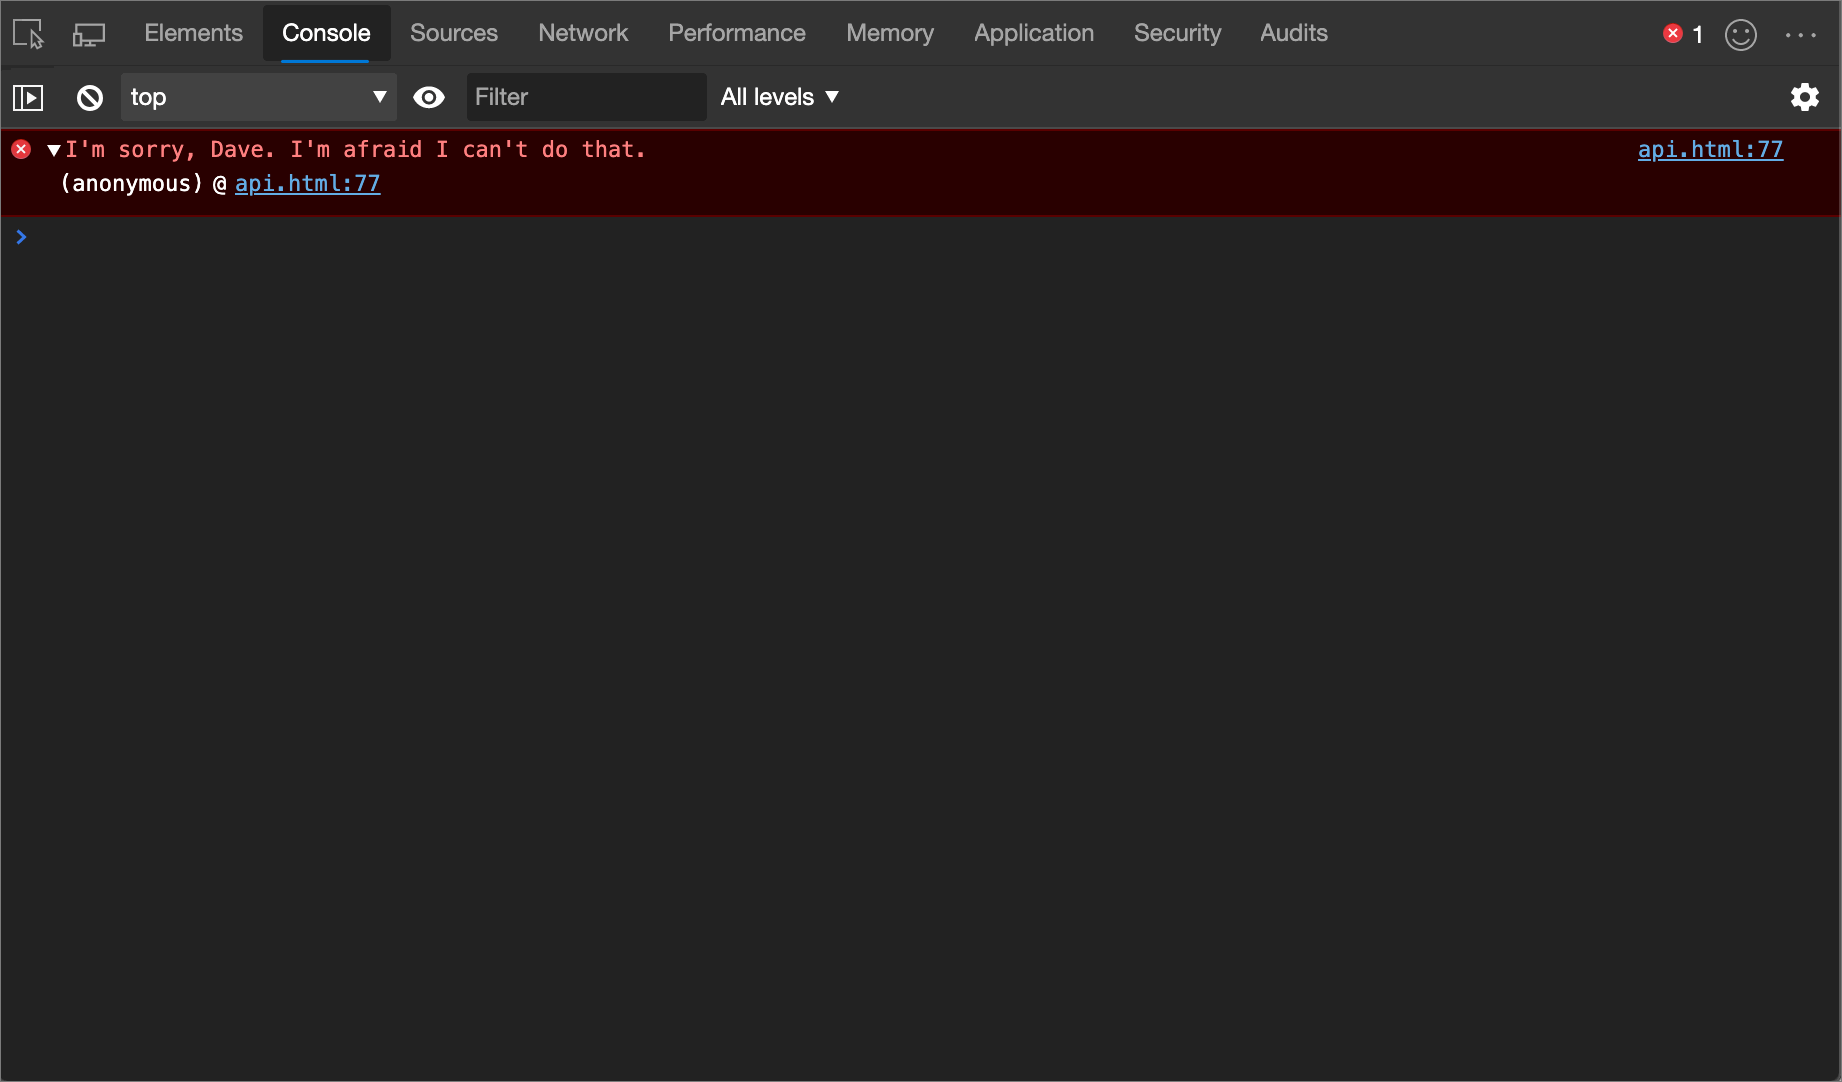 Elements Console Sources Network Performance Memory Application Security Audits 1
top Filter All levels
I'm sorry, Dave. I'm afraid I can't do that. api.html:77
(anonymous) @ api.html:77